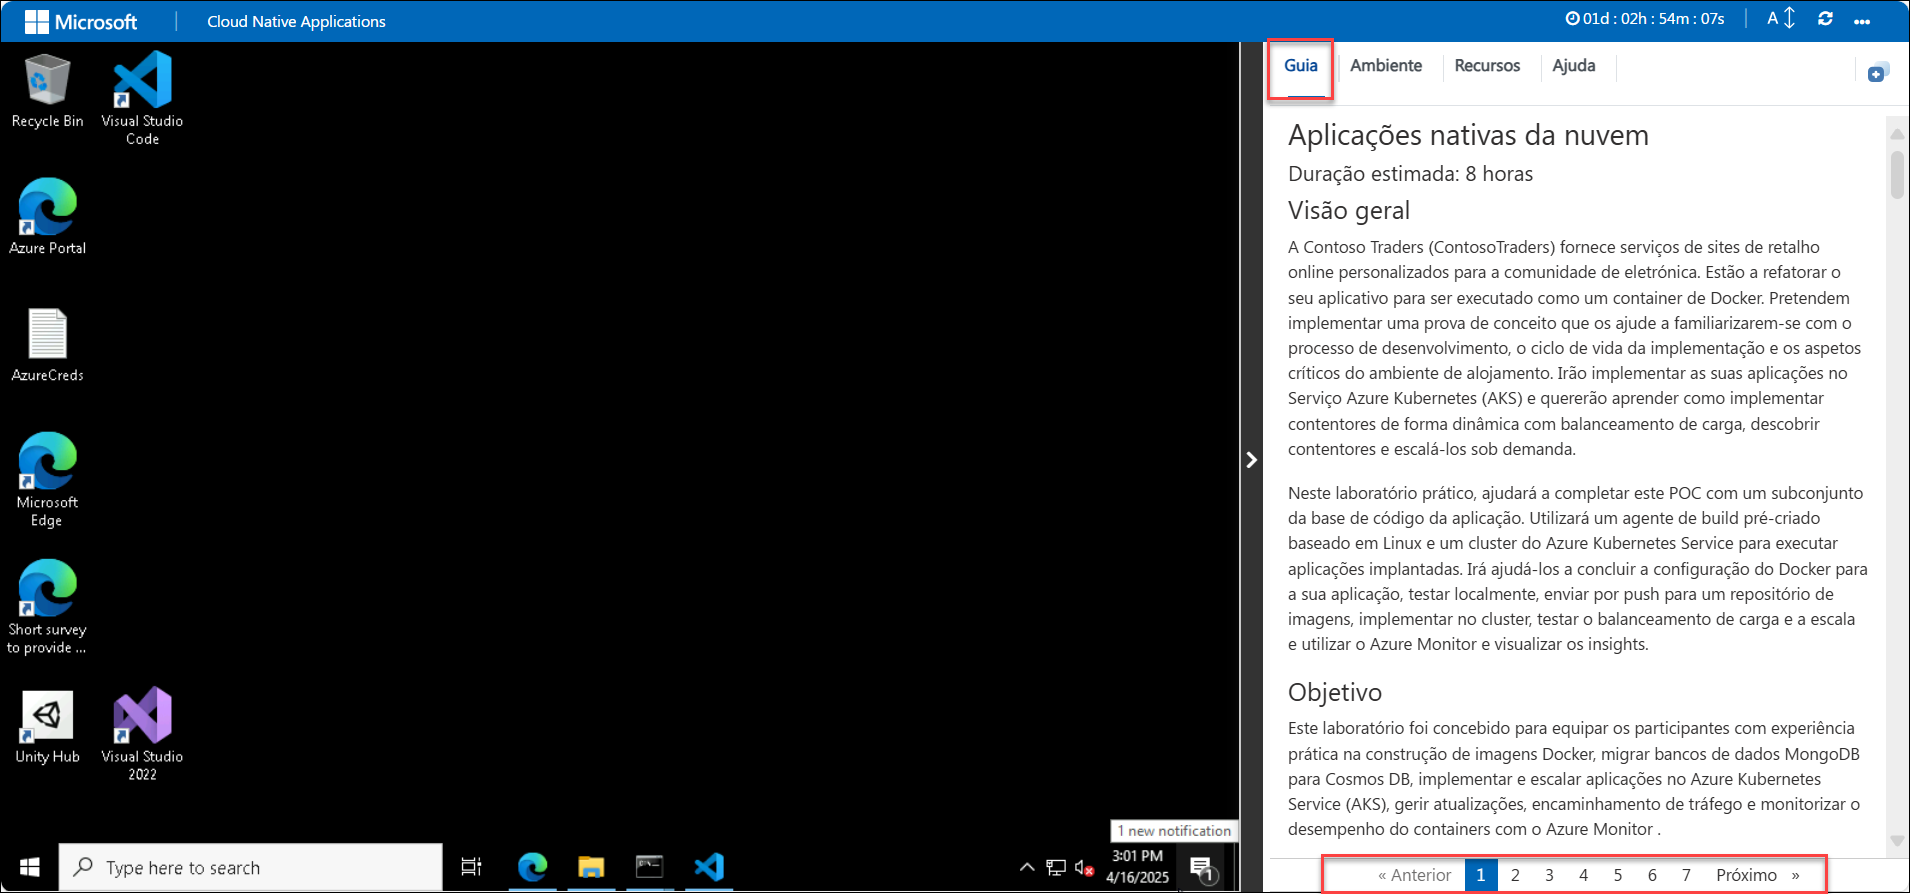 Microsoft
Cloud Native Applications
01d : 02h : 54m : 07s
A
Recycle Bin
Visual Studio
Code
Azure Portal
AzureCreds
Microsoft
Edge
Short survey
to provide ...
Unity Hub
Visual Studio
2022
1 new notification
Type here to search
3:01 PM
4/16/2025
1
Guia
Ambiente
Recursos
Ajuda
Aplicações nativas da nuvem
Duração estimada: 8 horas
Visão geral
A Contoso Traders (ContosoTraders) fornece serviços de sites de retalho
online personalizados para a comunidade de eletrónica. Estão a refatorar o
seu aplicativo para ser executado como um container de Docker. Pretendem
implementar uma prova de conceito que os ajude a familiarizarem-se com o
processo de desenvolvimento, o ciclo de vida da implementação e os aspetos
críticos do ambiente de alojamento. Irão implementar as suas aplicações no
Serviço Azure Kubernetes (AKS) e quererão aprender como implementar
contentores de forma dinâmica com balanceamento de carga, descobrir
contentores e escalá-los sob demanda.
Neste laboratório prático, ajudará a completar este POC com um subconjunto
da base de código da aplicação. Utilizará um agente de build pré-criado
baseado em Linux e um cluster do Azure Kubernetes Service para executar
aplicações implantadas. Irá ajudá-los a concluir a configuração do Docker para
a sua aplicação, testar localmente, enviar por push para um repositório de
imagens, implementar no cluster, testar o balanceamento de carga e a escala
e utilizar o Azure Monitor e visualizar os insights.
Objetivo
Este laboratório foi concebido para equipar os participantes com experiência
prática na construção de imagens Docker, migrar bancos de dados MongoDB
para Cosmos DB, implementar e escalar aplicações no Azure Kubernetes
Service (AKS), gerir atualizações, encaminhamento de tráfego e monitorizar o
desempenho do containers com o Azure Monitor .
« Anterior 1 2 3 4 5 6 7 Próximo »